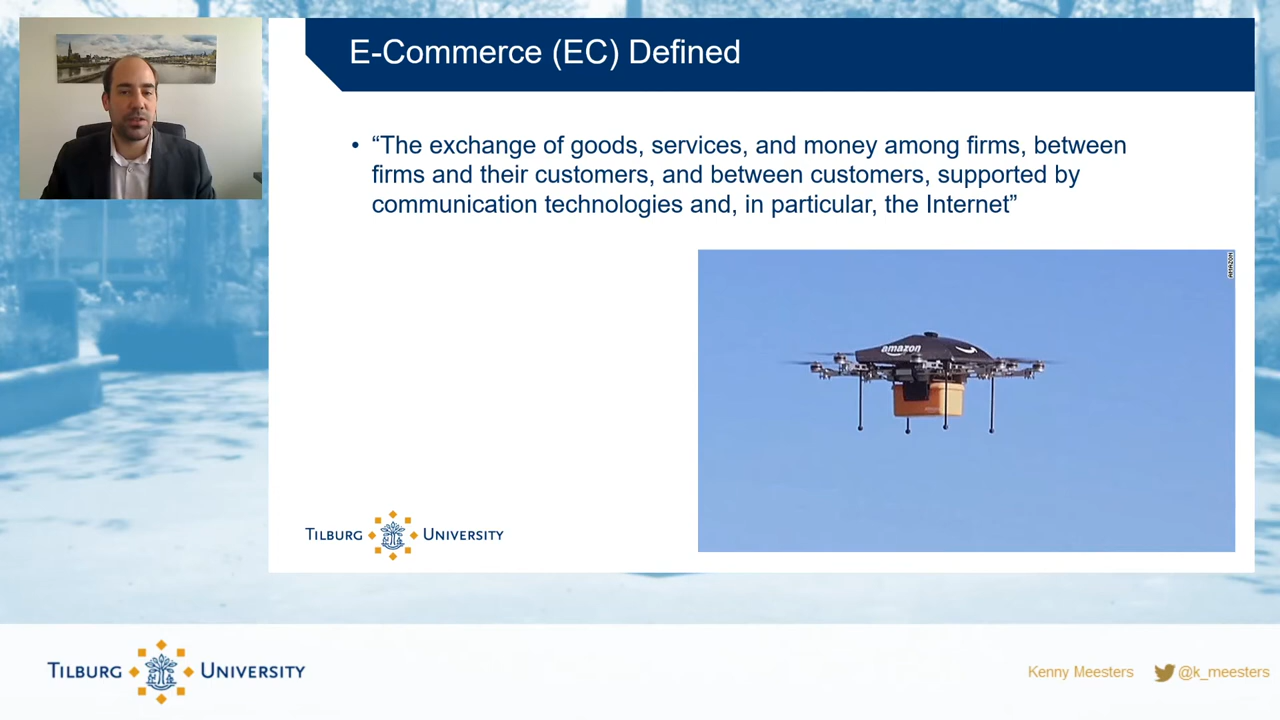 E-Commerce (EC) Defined
• “The exchange of goods, services, and money among firms, between
firms and their customers, and between customers, supported by
communication technologies and, in particular, the Internet”
AMAZON
amazon
TILBURG UNIVERSITY
TILBURG UNIVERSITY
Kenny Meesters @k_meesters